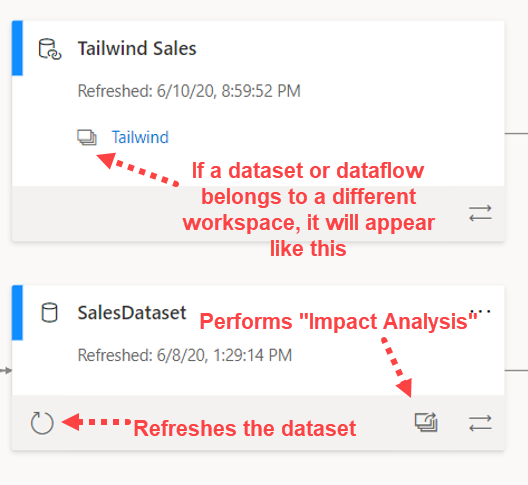 Tailwind Sales
Refreshed: 6/10/20, 8:59:52 PM
Tailwind
If a dataset or dataflow
belongs to a different
workspace, it will appear
like this
SalesDataset
Performs "Impact Analysis"
Refreshed: 6/8/20, 1:29:14 PM
Refreshes the dataset